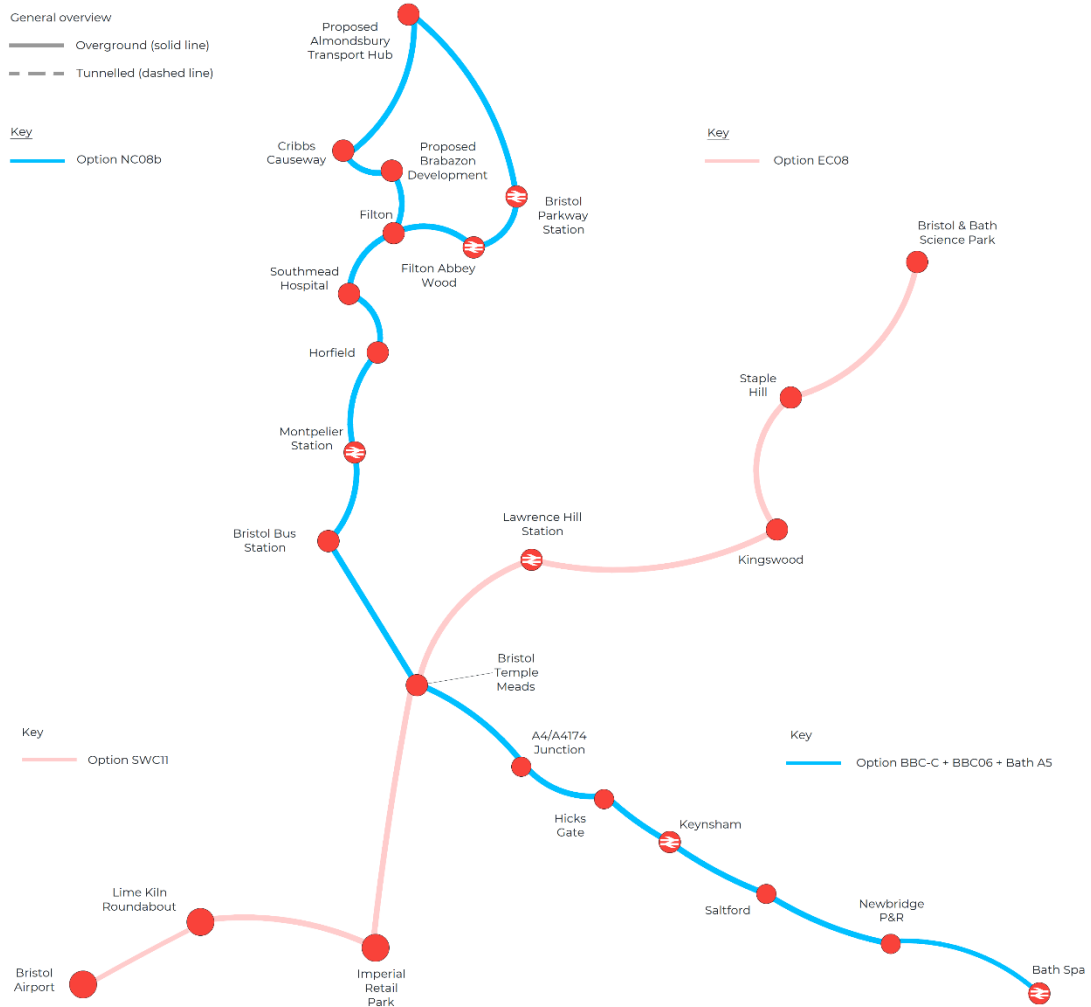 General overview
Overground (solid line)
Tunnelled (dashed line)
Key
Option NC08b
Key
Option EC08
Proposed
Almondsbury
Transport Hub
Cribbs
Causeway
Proposed
Brabazon
Development
Bristol
Parkway
Station
Filton
Filton Abbey
Wood
Southmead
Hospital
Horfield
Montpelier
Station
Bristol Bus
Station
Bristol & Bath
Science Park
Staple
Hill
Kingswood
Lawrence Hill
Station
Bristol
Temple
Meads
Key
Option SWC11
Key
Option BBC-C + BBC06 + Bath A5
A4/A4174
Junction
Hicks
Gate
Keynsham
Saltford
Newbridge
P&R
Bath Spa
Lime Kiln
Roundabout
Bristol
Airport
Imperial
Retail
Park